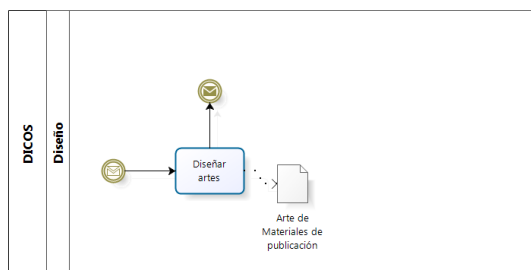 DICOS
Diseño
Diseñar
artes
Arte de
Materiales de
publicación